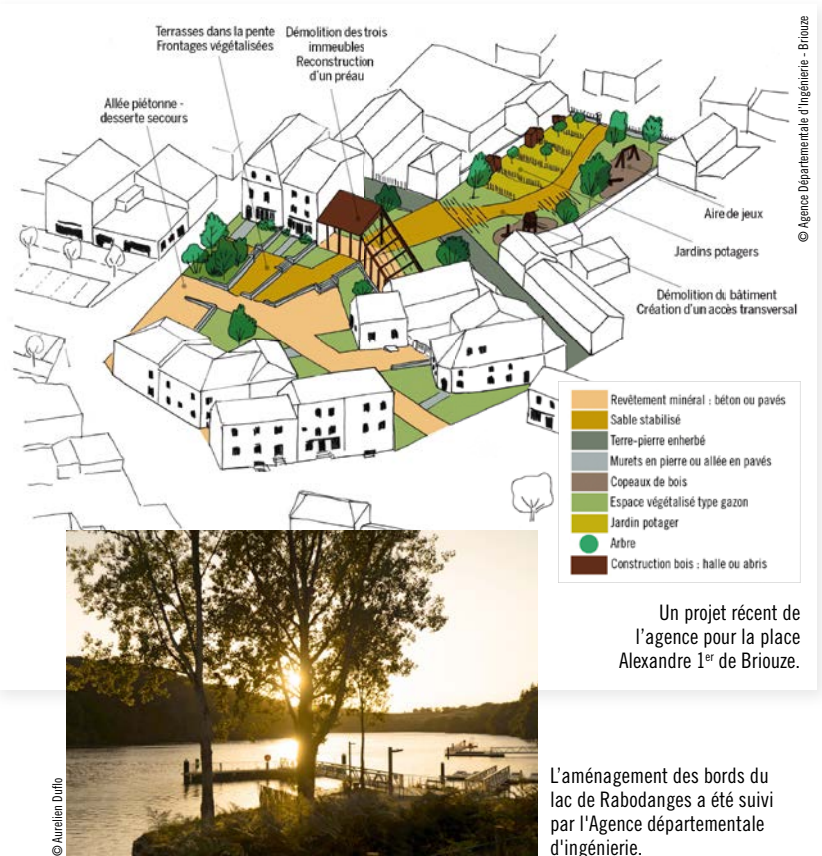 Terrasses dans la pente
Frontages végétalisées
Démolition des trois
immeubles
Reconstruction
d'un préau
Allée piétonne -
desserte secours
© Agence Départementale d'Ingénierie - Briouze
Aire de jeux
Jardins potagers
Démolition du bâtiment
Création d'un accès transversal
Revêtement minéral : béton ou pavés
Sable stabilisé
Terre-pierre enherbé
Murets en pierre ou allée en pavés
Copeaux de bois
Espace végétalisé type gazon
Jardin potager
Arbre
Construction bois : halle ou abris
Un projet récent de
l'agence pour la place
Alexandre 1er de Briouze.
© Aurelien Duflo
L'aménagement des bords du
lac de Rabodanges a été suivi
par l'Agence départementale
d'ingénierie.